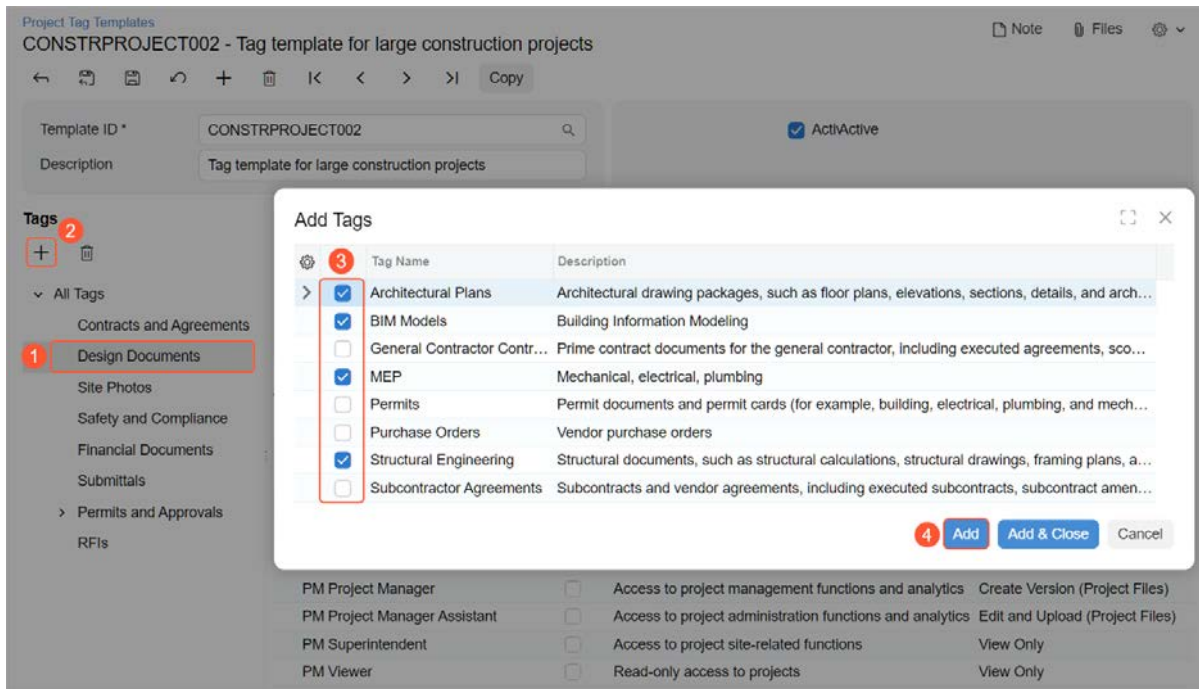 Project Tag Templates
CONSTRPROJECT002 - Tag template for large construction projects
Note Files
Copy
Template ID * CONSTRPROJECT002 ActivActive
Description Tag template for large construction projects
Tags
2
All Tags
Contracts and Agreements
1 Design Documents
Site Photos
Safety and Compliance
Financial Documents
Submittals
Permits and Approvals
RFIs
Add Tags
3 Tag Name Description
Architectural Plans Architectural drawing packages, such as floor plans, elevations, sections, details, and arch...
BIM Models Building Information Modeling
General Contractor Contr... Prime contract documents for the general contractor, including executed agreements, sco...
MEP Mechanical, electrical, plumbing
Permits Permit documents and permit cards (for example, building, electrical, plumbing, and mech...
Purchase Orders Vendor purchase orders
Structural Engineering Structural documents, such as structural calculations, structural drawings, framing plans, a...
Subcontractor Agreements Subcontracts and vendor agreements, including executed subcontracts, subcontract amen...
4 Add Add & Close Cancel
PM Project Manager Access to project management functions and analytics Create Version (Project Files)
PM Project Manager Assistant Access to project administration functions and analytics Edit and Upload (Project Files)
PM Superintendent Access to project site-related functions View Only
PM Viewer Read-only access to projects View Only